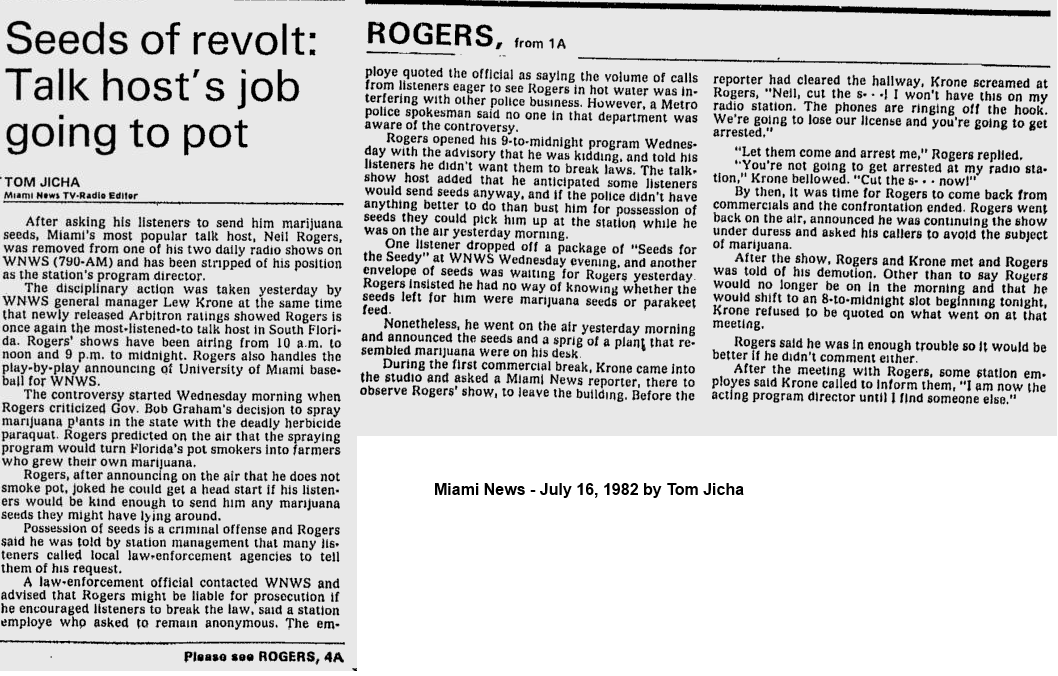 Seeds of revolt:
Talk host's job
going to pot
TOM JICHA
Miami News TV-Radio Editor
After asking his listeners to send him marijuana
seeds, Miami's most popular talk host, Neil Rogers,
was removed from one of his two daily radio shows on
WNWS (790-AM) and has been stripped of his position
as the station's program director.
The disciplinary action was taken yesterday by
WNWS general manager Lew Krone at the same time
that newly released Arbitron ratings showed Rogers is
once again the most-listened-to talk host in South Flori-
da. Rogers' shows have been airing from 10 a.m. to
noon and 9 p.m. to midnight. Rogers also handles the
play-by-play announcing of University of Miami base-
ball for WNWS.
The controversy started Wednesday morning when
Rogers criticized Gov. Bob Graham's decision to spray
marijuana plants in the state with the deadly herbicide
paraquat. Rogers predicted on the air that the spraying
program would turn Florida's pot smokers into farmers
who grew their own marijuana.
Rogers, after announcing on the air that he does not
smoke pot, joked he could get a head start if his listen-
ers would be kind enough to send him any marijuana
seeds they might have lying around.
Possession of seeds is a criminal offense and Rogers
said he was told by station management that many lis-
teners called local law-enforcement agencies to tell
them of his request.
A law-enforcement official contacted WNWS and
advised that Rogers might be liable for prosecution if
he encouraged listeners to break the law, said a station
employe who asked to remain anonymous. The em-
Please see ROGERS, 4A
ROGERS, from 1A
ploye quoted the official as saying the volume of calls
from listeners eager to see Rogers in hot water was in-
terfering with other police business. However, a Metro
police spokesman said no one in that department was
aware of the controversy.
Rogers opened his 9-to-midnight program Wednes-
day with the advisory that he was kidding, and told his
listeners he didn't want them to break laws. The talk-
show host added that he anticipated some listeners
would send seeds anyway, and if the police didn't have
anything better to do than bust him for possession of
seeds they could pick him up at the station while he
was on the air yesterday morning.
One listener dropped off a package of "Seeds for
the Seedy" at WNWS Wednesday evening, and another
envelope of seeds was waiting for Rogers yesterday.
Rogers insisted he had no way of knowing whether the
seeds left for him were marijuana seeds or parakeet
feed.
Nonetheless, he went on the air yesterday morning
and announced the seeds and a sprig of a plant that re-
sembled marijuana were on his desk.
During the first commercial break, Krone came into
the studio and asked a Miami News reporter, there to
observe Rogers' show, to leave the building. Before the
reporter had cleared the hallway, Krone screamed at
Rogers, "Neil, cut the s---! I won't have this on my
radio station. The phones are ringing off the hook.
We're going to lose our license and you're going to get
arrested."
"Let them come and arrest me," Rogers replied.
"You're not going to get arrested at my radio sta-
tion," Krone bellowed. "Cut the s--- now!"
By then, it was time for Rogers to come back from
commercials and the confrontation ended. Rogers went
back on the air, announced he was continuing the show
under duress and asked his callers to avoid the subject
of marijuana.
After the show, Rogers and Krone met and Rogers
was told of his demotion. Other than to say Rogers
would no longer be on in the morning and that he
would shift to an 8-to-midnight slot beginning tonight,
Krone refused to be quoted on what went on at that
meeting.
Rogers said he was in enough trouble so it would be
better if he didn't comment either.
After the meeting with Rogers, some station em-
ployes said Krone called to inform them, "I am now the
acting program director until I find someone else."
Miami News - July 16, 1982 by Tom Jicha